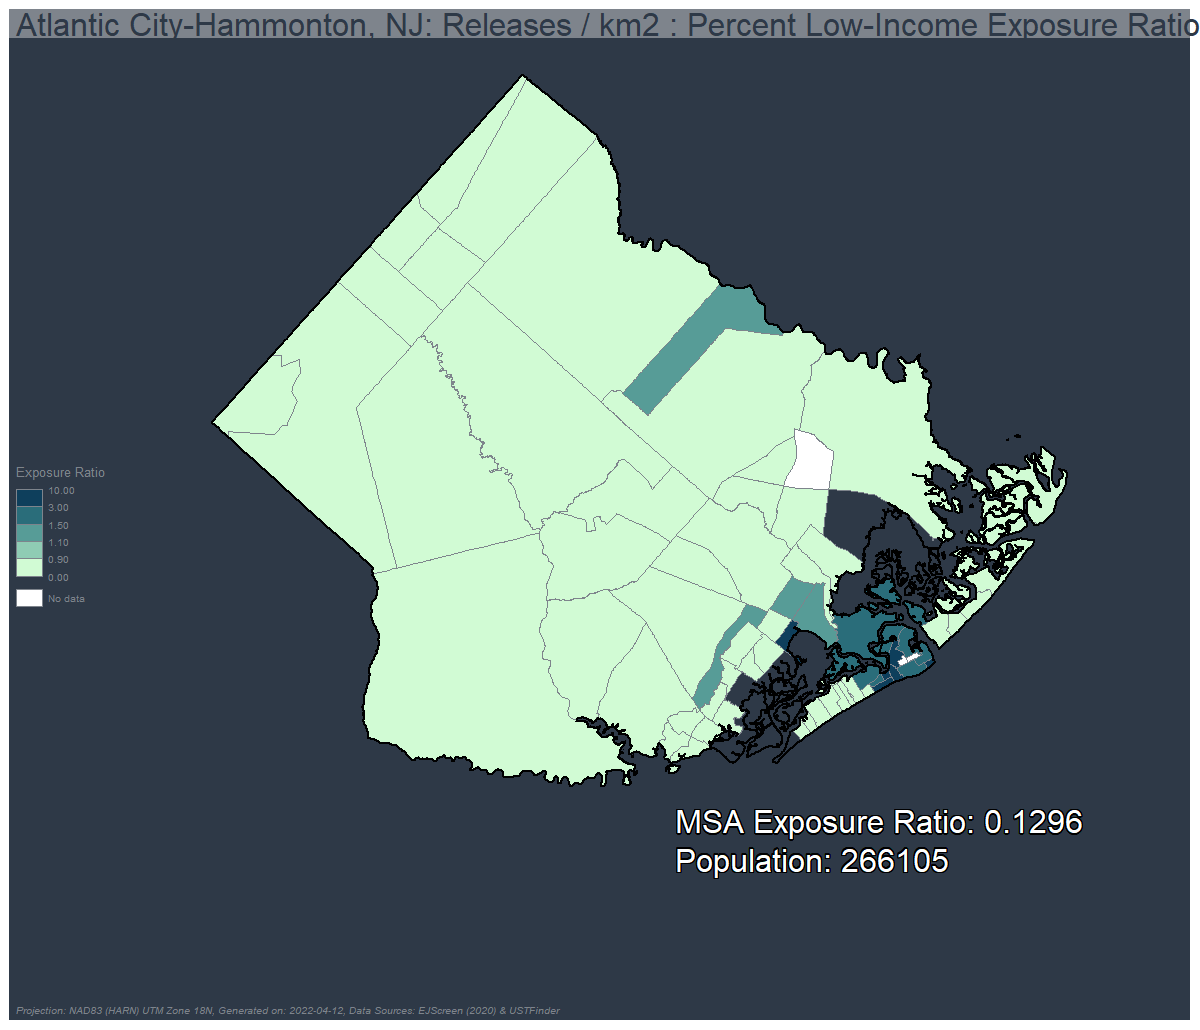 Atlantic City-Hammonton, NJ: Releases / km2 : Percent Low-Income Exposure Ratio
Exposure Ratio
10.00
3.00
1.50
1.10
0.90
0.00
No data
MSA Exposure Ratio: 0.1296
Population: 266105
Projection: NAD83 (HARN) UTM Zone 18N, Generated on: 2022-04-12, Data Sources: EJScreen (2020) & USTFinder